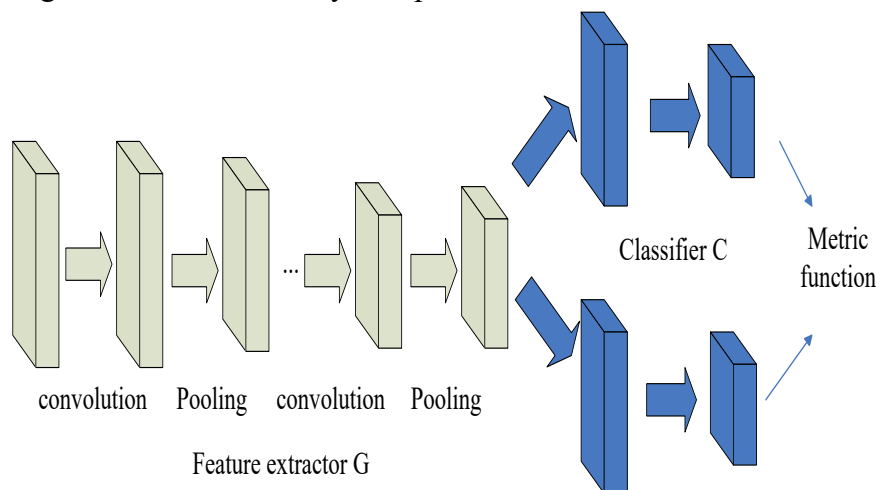 ...
Classifier C
Metric
function
convolution Pooling convolution Pooling
Feature extractor G